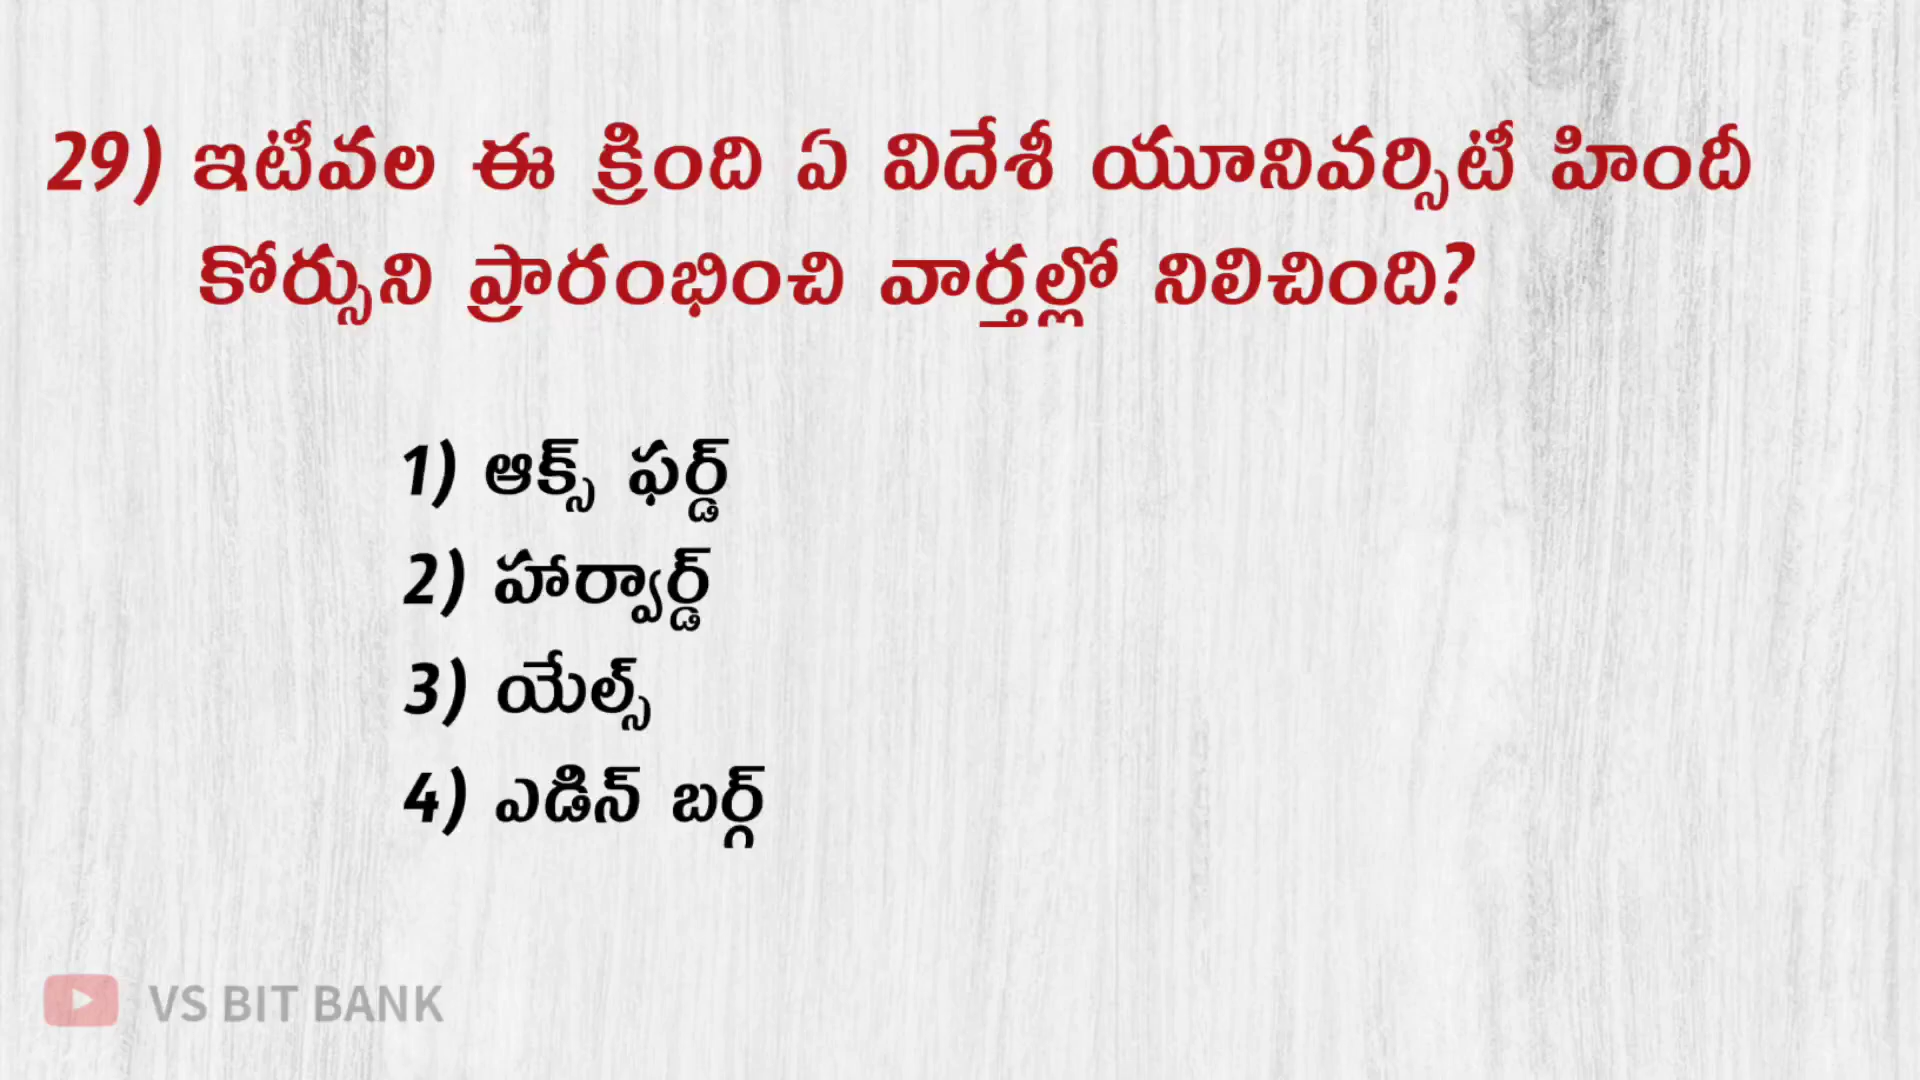 29) ఇటీవల ఈ క్రింది ఏ విదేశీ యూనివర్సిటీ హిందీ
కోర్సుని ప్రారంభించి వార్తల్లో నిలిచింది?
1) ఆక్స్ ఫర్డ్
2) హార్వార్డ్
3) యేల్స్
4) ఎడిన్ బర్గ్
VS BIT BANK